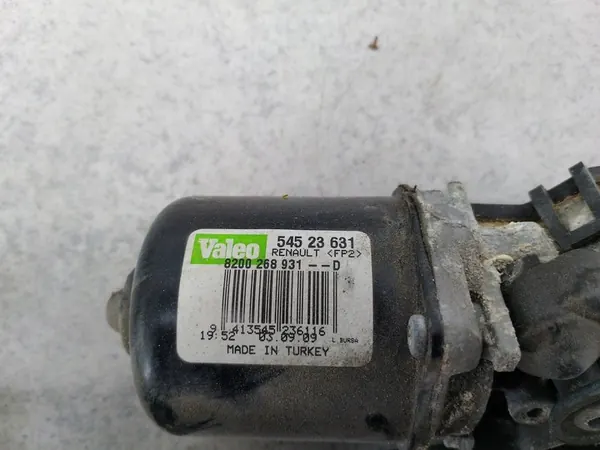 Valeo 545 23 631
RENAULT <FP2>
8200 268 931 -- D
9 413545 236116
19:52 03.09.09 L BURSA
MADE IN TURKEY